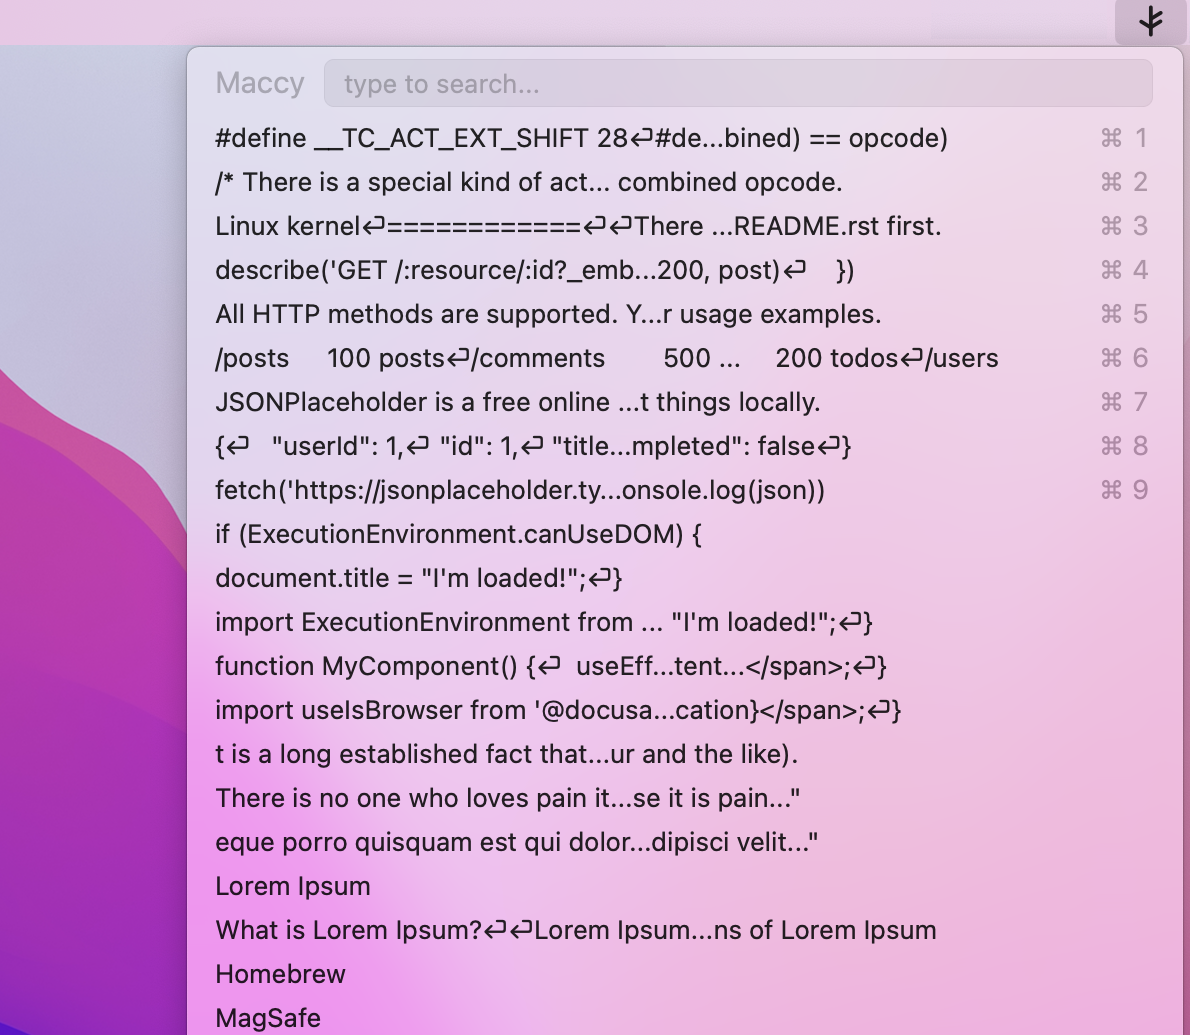 Maccy type to search...
#define __TC_ACT_EXT_SHIFT 28⏎#de...bined) == opcode) ⌘ 1
/* There is a special kind of act... combined opcode. ⌘ 2
Linux kernel⏎============⏎⏎There ...README.rst first. ⌘ 3
describe('GET /:resource/:id?_emb...200, post)⏎    }) ⌘ 4
All HTTP methods are supported. Y...r usage examples. ⌘ 5
/posts     100 posts⏎/comments        500 ...     200 todos⏎/users ⌘ 6
JSONPlaceholder is a free online ...t things locally. ⌘ 7
{⏎   "userId": 1,⏎ "id": 1,⏎ "title...mpleted": false⏎} ⌘ 8
fetch('https://jsonplaceholder.ty...onsole.log(json)) ⌘ 9
if (ExecutionEnvironment.canUseDOM) {
document.title = "I'm loaded!";⏎}
import ExecutionEnvironment from ... "I'm loaded!";⏎}
function MyComponent() {⏎  useEff...tent...</span>;⏎}
import useIsBrowser from '@docusa...cation}</span>;⏎}
t is a long established fact that...ur and the like).
There is no one who loves pain it...se it is pain..."
eque porro quisquam est qui dolor...dipisci velit..."
Lorem Ipsum
What is Lorem Ipsum?⏎⏎Lorem Ipsum...ns of Lorem Ipsum
Homebrew
MagSafe